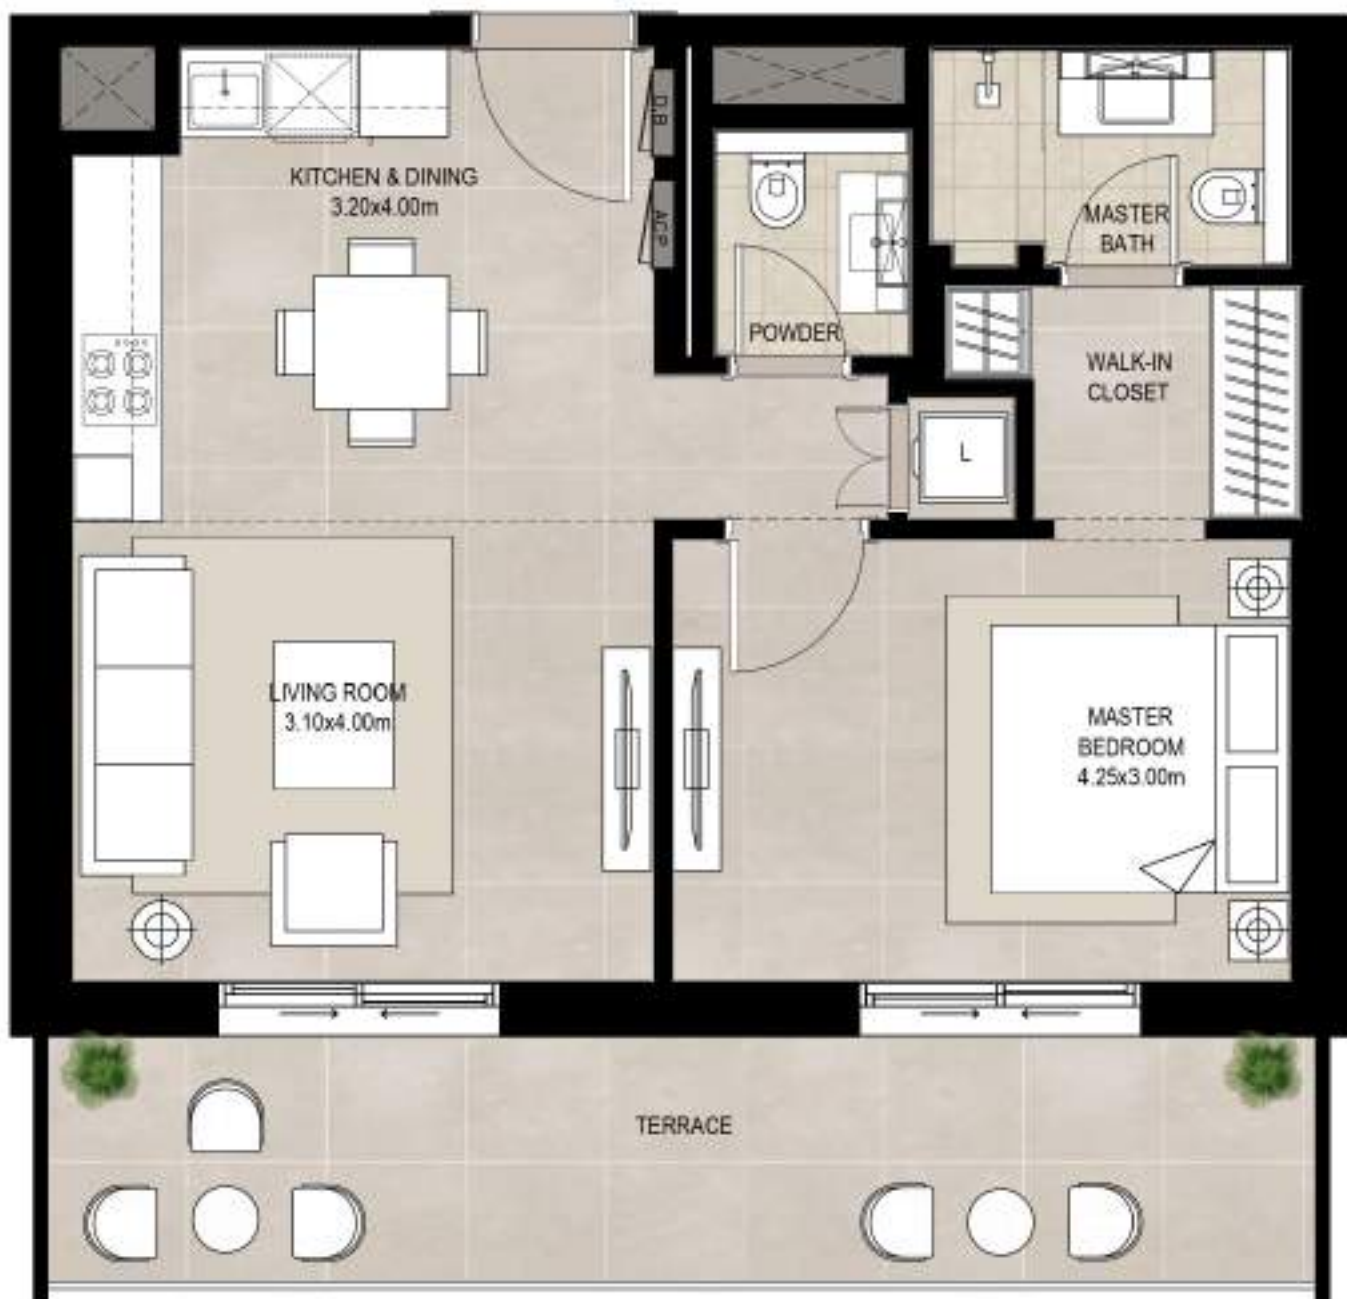 D.B
KITCHEN & DINING
3.20x4.00m
ACP
MASTER
BATH
POWDER
WALK-IN
CLOSET
L
LIVING ROOM
3.10x4.00m
MASTER
BEDROOM
4.25x3.00m
TERRACE